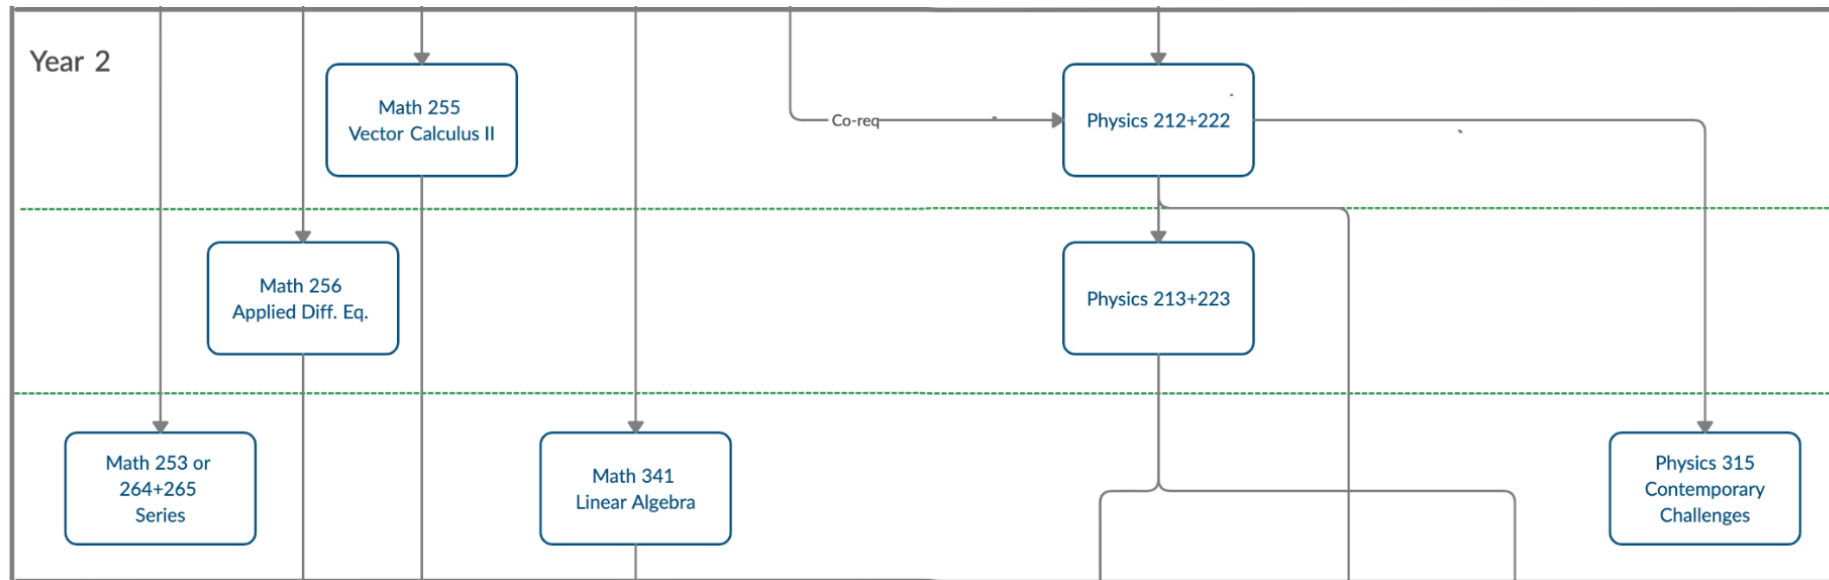 Year 2
Math 255
Vector Calculus II
Co-req
Physics 212+222
Math 256
Applied Diff. Eq.
Physics 213+223
Math 253 or
264+265
Series
Math 341
Linear Algebra
Physics 315
Contemporary
Challenges